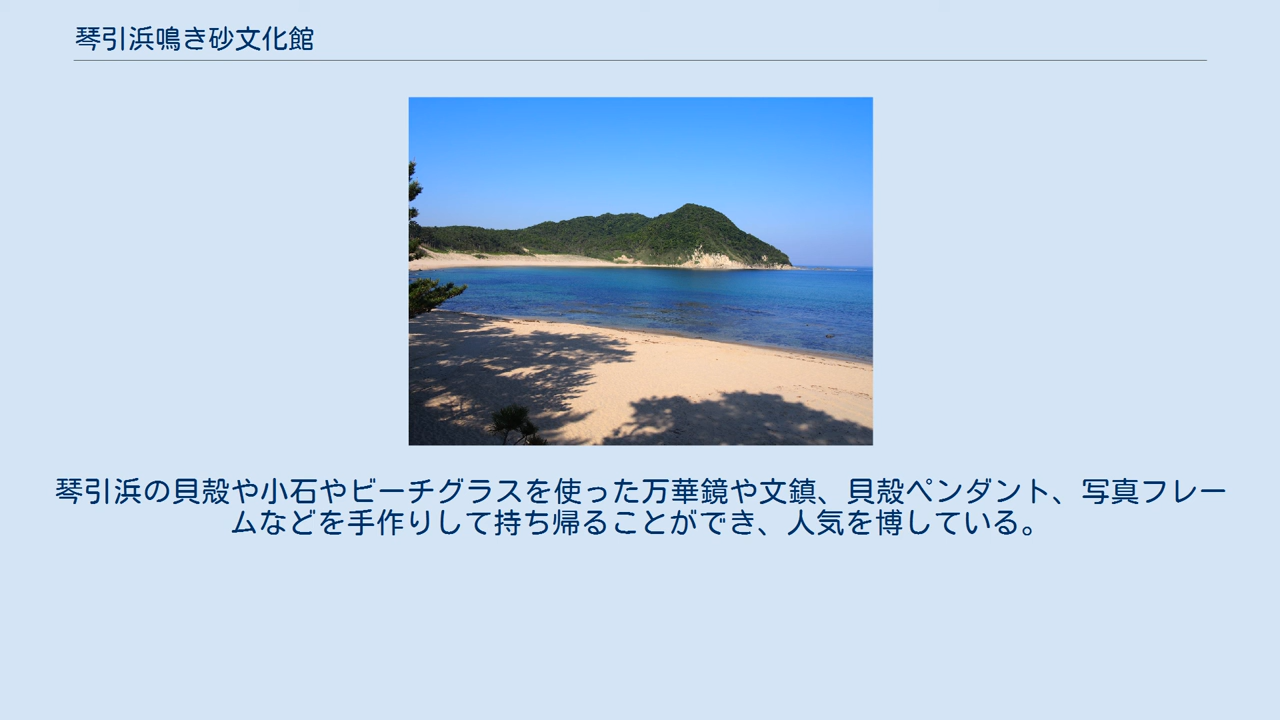 琴引浜鳴き砂文化館
琴引浜の貝殻や小石やビーチグラスを使った万華鏡や文鎮、貝殻ペンダント、写真フレー
ムなどを手作りして持ち帰ることができ、人気を博している。